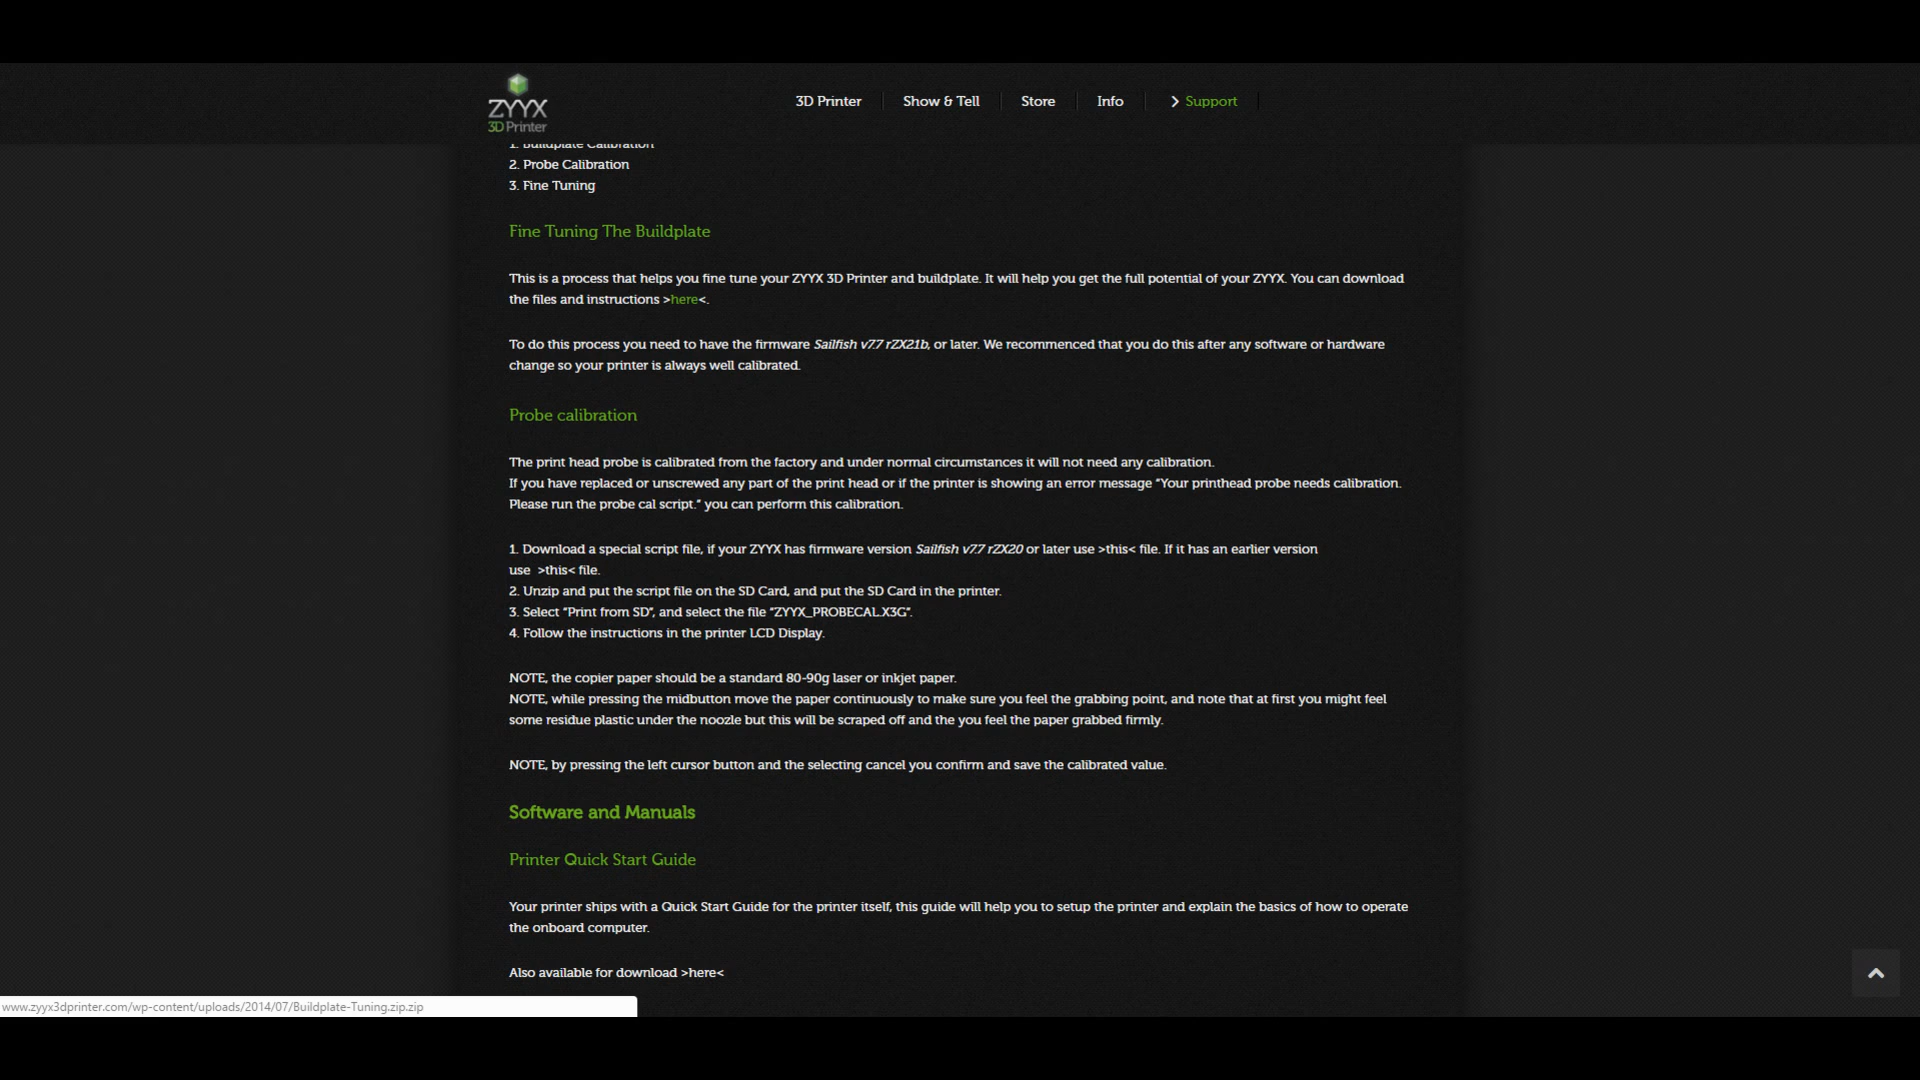 ZYYX
3D Printer
3D Printer
Show & Tell
Store
Info
Support
1. Buildplate Calibration
2. Probe Calibration
3. Fine Tuning
Fine Tuning The Buildplate
This is a process that helps you fine tune your ZYYX 3D Printer and buildplate. It will help you get the full potential of your ZYYX. You can download
the files and instructions >here<.
To do this process you need to have the firmware Sailfish v7.7 rZX21b, or later. We recommenced that you do this after any software or hardware
change so your printer is always well calibrated.
Probe calibration
The print head probe is calibrated from the factory and under normal circumstances it will not need any calibration.
If you have replaced or unscrewed any part of the print head or if the printer is showing an error message “Your printhead probe needs calibration.
Please run the probe cal script.” you can perform this calibration.
1. Download a special script file, if your ZYYX has firmware version Sailfish v7.7 rZX20 or later use >this< file. If it has an earlier version
use >this< file.
2. Unzip and put the script file on the SD Card, and put the SD Card in the printer.
3. Select “Print from SD”, and select the file “ZYYX_PROBECAL.X3G”.
4. Follow the instructions in the printer LCD Display.
NOTE, the copier paper should be a standard 80-90g laser or inkjet paper.
NOTE, while pressing the midbutton move the paper continuously to make sure you feel the grabbing point, and note that at first you might feel
some residue plastic under the noozle but this will be scraped off and the you feel the paper grabbed firmly.
NOTE, by pressing the left cursor button and the selecting cancel you confirm and save the calibrated value.
Software and Manuals
Printer Quick Start Guide
Your printer ships with a Quick Start Guide for the printer itself, this guide will help you to setup the printer and explain the basics of how to operate
the onboard computer.
Also available for download >here<
www.zyyx3dprinter.com/wp-content/uploads/2014/07/Buildplate-Tuning.zip.zip